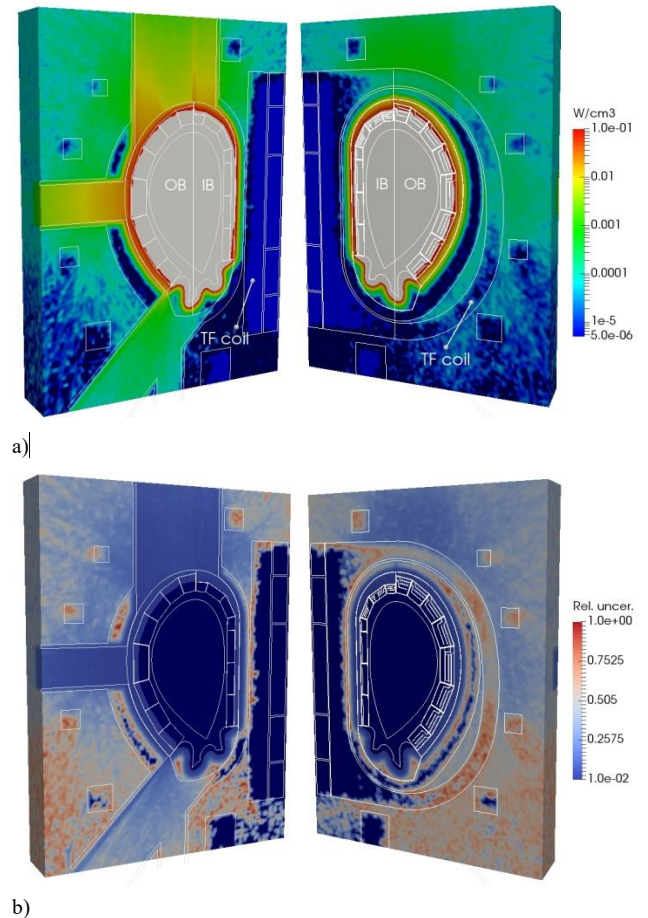 W/cm3
1.0e-01
0.01
0.001
0.0001
1e-5
5.0e-06
OB IB
IB OB
TF coil
TF coil
a)
Rel. uncer.
1.0e+00
0.7525
0.505
0.2575
1.0e-02
b)